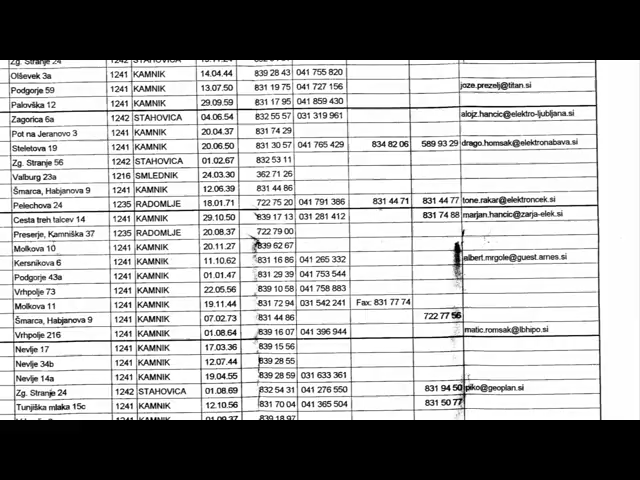 Zg. Stranje 24 1242 STAHOVICA
Olševek 3a 1241 KAMNIK 14.04.44 839 28 43 041 755 820
Podgorje 59 1241 KAMNIK 13.07.50 831 19 75 041 727 156 joze.prezelj@titan.si
Palovška 12 1241 KAMNIK 29.09.59 831 17 95 041 859 430
Zagorica 6a 1242 STAHOVICA 04.06.54 832 55 57 031 319 961 alojz.hancic@elektro-ljubljana.si
Pot na Jeranovo 3 1241 KAMNIK 20.04.37 831 74 29
Steletova 19 1241 KAMNIK 20.06.50 831 30 57 041 765 429 834 82 06 589 93 29 drago.homsak@elektronabava.si
Zg. Stranje 56 1241 KAMNIK 01.02.67 832 53 11
Valburg 23a 1216 SMLEDNIK 24.03.30 362 71 26
Šmarca, Habjanova 9 1241 KAMNIK 12.06.39 831 44 86
Pelechova 24 1235 RADOMLJE 18.01.71 722 75 20 041 791 386 831 44 71 831 44 77 tone.rakar@elektroncek.si
Cesta treh talcev 14 1241 KAMNIK 29.10.50 839 17 13 031 281 412 831 74 88 marjan.hancic@zarja-elek.si
Preserje, Kamniška 37 1235 RADOMLJE 20.08.37 722 79 00
Molkova 10 1241 KAMNIK 20.11.27 839 62 67
Kersnikova 6 1241 KAMNIK 11.10.62 831 16 86 041 265 332 albert.mrgole@guest.arnes.si
Podgorje 43a 1241 KAMNIK 01.01.47 831 29 39 041 753 544
Vrhpolje 73 1241 KAMNIK 22.05.56 839 10 58 041 758 883
Molkova 11 1241 KAMNIK 19.11.44 831 72 94 031 542 241 Fax: 831 77 74
Šmarca, Habjanova 9 1241 KAMNIK 07.02.73 831 44 86 722 77 56
Vrhpolje 216 1241 KAMNIK 01.08.64 839 16 07 041 396 944 matic.romsak@lbhipo.si
Nevlje 17 1241 KAMNIK 17.03.36 839 15 56
Nevlje 34b 1241 KAMNIK 12.07.44 839 28 55
Nevlje 14a 1241 KAMNIK 19.04.55 839 28 59 031 633 361
Zg. Stranje 24 1242 STAHOVICA 01.08.69 832 54 31 041 276 550 831 94 50 piko@geoplan.si
Tunjiška mlaka 15c 1241 KAMNIK 12.10.56 831 70 04 041 365 504 831 50 77
1241 KAMNIK 01.09.37 839 18 97